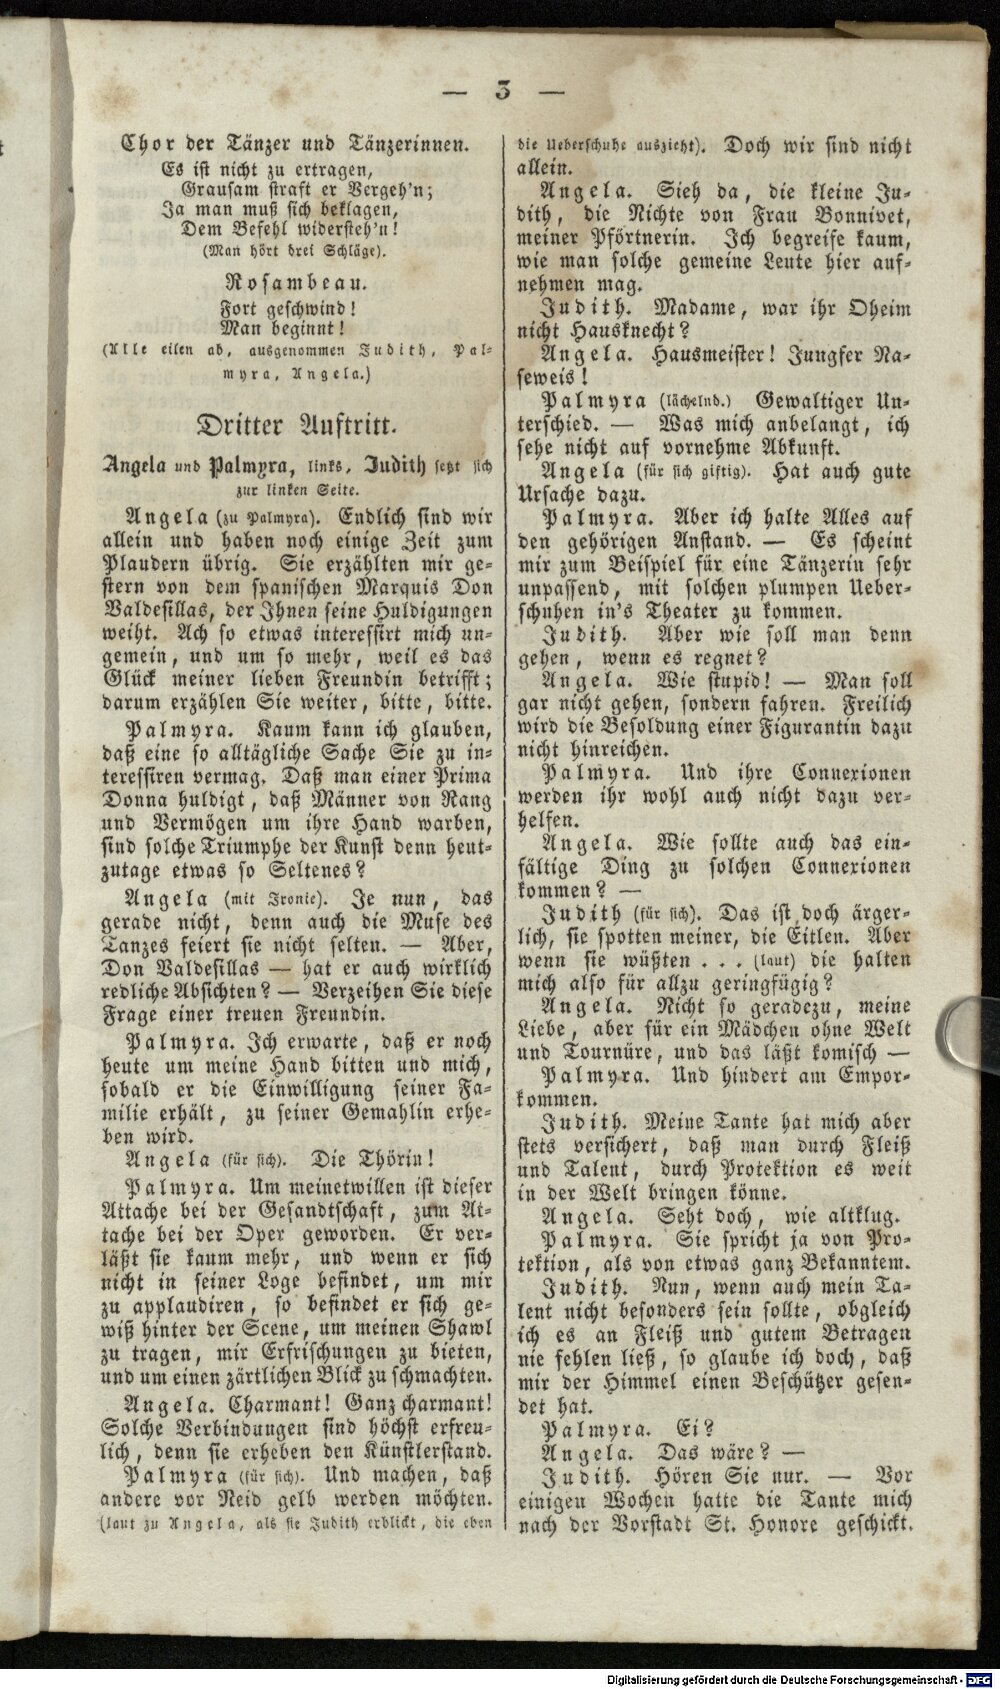 — 3 —
Chor der Tänzer und Tänzerinnen.
Es ist nicht zu ertragen,
Grausam straft er Vergeh'n;
Ja man muß sich beklagen,
Dem Befehl widersteh'n!
(Man hört drei Schläge).
Rosambeau.
Fort geschwind!
Man beginnt!
(Alle eilen ab, ausgenommen Judith, Pal-
myra, Angela.)
Dritter Auftritt.
Angela und Palmyra, links, Judith setzt sich
zur linken Seite.
Angela (zu Palmyra). Endlich sind wir
allein und haben noch einige Zeit zum
Plaudern übrig. Sie erzählten mir ge-
stern von dem spanischen Marquis Don
Valdesillas, der Ihnen seine Huldigungen
weiht. Ach so etwas interessirt mich un-
gemein, und um so mehr, weil es das
Glück meiner lieben Freundin betrifft;
darum erzählen Sie weiter, bitte, bitte.
Palmyra. Kaum kann ich glauben,
daß eine so alltägliche Sache Sie zu in-
teressiren vermag. Daß man einer Prima
Donna huldigt, daß Männer von Rang
und Vermögen um ihre Hand warben,
sind solche Triumphe der Kunst denn heut-
zutage etwas so Seltenes?
Angela (mit Ironie). Je nun, das
gerade nicht, denn auch die Muse des
Tanzes feiert sie nicht selten. — Aber,
Don Valdesillas — hat er auch wirklich
redliche Absichten? — Verzeihen Sie diese
Frage einer treuen Freundin.
Palmyra. Ich erwarte, daß er noch
heute um meine Hand bitten und mich,
sobald er die Einwilligung seiner Fa-
milie erhält, zu seiner Gemahlin erhe-
ben wird.
Angela (für sich). Die Thörin!
Palmyra. Um meinetwillen ist dieser
Attache bei der Gesandtschaft, zum At-
tache bei der Oper geworden. Er ver-
läßt sie kaum mehr, und wenn er sich
nicht in seiner Loge befindet, um mir
zu applaudiren, so befindet er sich ge-
wiß hinter der Scene, um meinen Shawl
zu tragen, mir Erfrischungen zu bieten,
und um einen zärtlichen Blick zu schmachten.
Angela. Charmant! Ganz charmant!
Solche Verbindungen sind höchst erfreu-
lich, denn sie erheben den Künstlerstand.
Palmyra (für sich). Und machen, daß
andere vor Neid gelb werden möchten.
(laut zu Angela, als sie Judith erblickt, die eben
die Ueberschuhe auszieht). Doch wir sind nicht
allein.
Angela. Sieh da, die kleine Ju-
dith, die Nichte von Frau Bonnivet,
meiner Pförtnerin. Ich begreife kaum,
wie man solche gemeine Leute hier auf-
nehmen mag.
Judith. Madame, war ihr Oheim
nicht Hausknecht?
Angela. Hausmeister! Jungfer Na-
seweis!
Palmyra (lächelnd.) Gewaltiger Un-
terschied. — Was mich anbelangt, ich
sehe nicht auf vornehme Abkunft.
Angela (für sich giftig). Hat auch gute
Ursache dazu.
Palmyra. Aber ich halte Alles auf
den gehörigen Anstand. — Es scheint
mir zum Beispiel für eine Tänzerin sehr
unpassend, mit solchen plumpen Ueber-
schuhen in's Theater zu kommen.
Judith. Aber wie soll man denn
gehen, wenn es regnet?
Angela. Wie stupid! — Man soll
gar nicht gehen, sondern fahren. Freilich
wird die Besoldung einer Figurantin dazu
nicht hinreichen.
Palmyra. Und ihre Connexionen
werden ihr wohl auch nicht dazu ver-
helfen.
Angela. Wie sollte auch das ein-
fältige Ding zu solchen Connexionen
kommen? —
Judith (für sich). Das ist doch ärger-
lich, sie spotten meiner, die Eitlen. Aber
wenn sie wüßten . . . (laut) die halten
mich also für allzu geringfügig?
Angela. Nicht so geradezu, meine
Liebe, aber für ein Mädchen ohne Welt
und Tournüre, und das läßt komisch —
Palmyra. Und hindert am Empor-
kommen.
Judith. Meine Tante hat mich aber
stets versichert, daß man durch Fleiß
und Talent, durch Protektion es weit
in der Welt bringen könne.
Angela. Seht doch, wie altklug.
Palmyra. Sie spricht ja von Pro-
tektion, als von etwas ganz Bekanntem.
Judith. Nun, wenn auch mein Ta-
lent nicht besonders sein sollte, obgleich
ich es an Fleiß und gutem Betragen
nie fehlen ließ, so glaube ich doch, daß
mir der Himmel einen Beschützer gesen-
det hat.
Palmyra. Ei?
Angela. Das wäre? —
Judith. Hören Sie nur. — Vor
einigen Wochen hatte die Tante mich
nach der Vorstadt St. Honore geschickt.
Digitalisierung gefördert durch die Deutsche Forschungsgemeinschaft - DFG